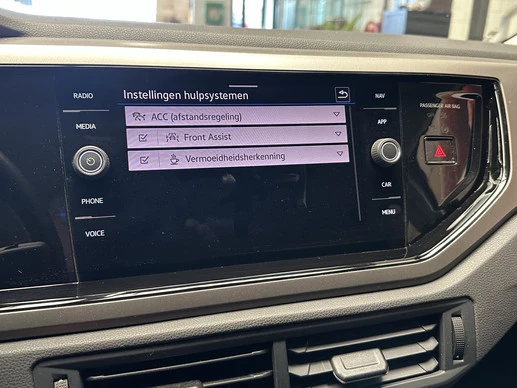 RADIO
MEDIA
PHONE
VOICE
Instellingen hulpsystemen
ACC (afstandsregeling)
Front Assist
Vermoeidheidsherkenning
NAV
APP
CAR
MENU
PASSENGER AIR BAG